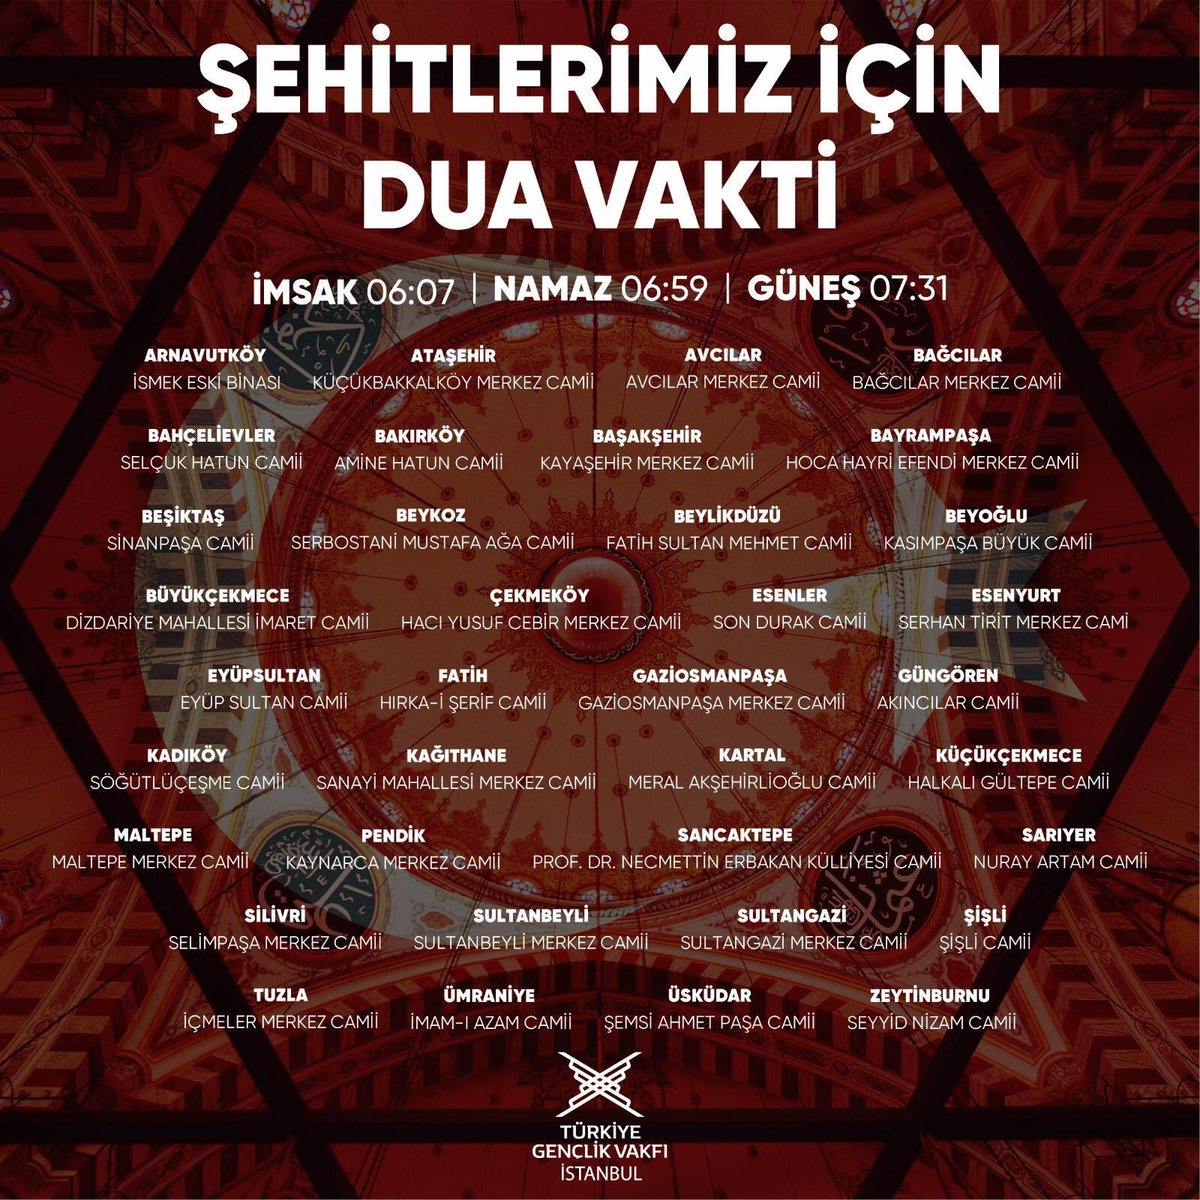 ŞEHİTLERİMİZ İÇİN
DUA VAKTİ
İMSAK 06:07 | NAMAZ 06:59 | GÜNEŞ 07:31
ARNAVUTKÖY ATAŞEHİR AVCILAR BAĞCILAR
İSMEK ESKİ BİNASI KÜÇÜKBAKKALKÖY MERKEZ CAMİİ AVCILAR MERKEZ CAMİİ BAĞCILAR MERKEZ CAMİİ
BAHÇELİEVLER BAKIRKÖY BAŞAKŞEHİR BAYRAMPAŞA
SELÇUK HATUN CAMİİ AMİNE HATUN CAMİİ KAYAŞEHİR MERKEZ CAMİİ HOCA HAYRİ EFENDİ MERKEZ CAMİİ
BEŞİKTAŞ BEYKOZ BEYLİKDÜZÜ BEYOĞLU
SİNANPAŞA CAMİİ SERBOSTANİ MUSTAFA AĞA CAMİİ FATİH SULTAN MEHMET CAMİİ KASIMPAŞA BÜYÜK CAMİİ
BÜYÜKÇEKMECE ÇEKMEKÖY ESENLER ESENYURT
DİZDARİYE MAHALLESİ İMARET CAMİİ HACI YUSUF CEBİR MERKEZ CAMİİ SON DURAK CAMİİ SERHAN TİRİT MERKEZ CAMİ
EYÜPSULTAN FATİH GAZİOSMANPAŞA GÜNGÖREN
EYÜP SULTAN CAMİİ HIRKA-İ ŞERİF CAMİİ GAZİOSMANPAŞA MERKEZ CAMİİ AKINCILAR CAMİİ
KADIKÖY KAĞITHANE KARTAL KÜÇÜKÇEKMECE
SÖĞÜTLÜÇEŞME CAMİİ SANAYİ MAHALLESİ MERKEZ CAMİİ MERAL AKŞEHİRLİOĞLU CAMİİ HALKALI GÜLTEPE CAMİİ
MALTEPE PENDİK SANCAKTEPE SARIYER
MALTEPE MERKEZ CAMİİ KAYNARCA MERKEZ CAMİİ PROF. DR. NECMETTİN ERBAKAN KÜLLİYESİ CAMİİ NURAY ARTAM CAMİİ
SİLİVRİ SULTANBEYLİ SULTANGAZİ ŞİŞLİ
SELİMPAŞA MERKEZ CAMİİ SULTANBEYLİ MERKEZ CAMİİ SULTANGAZİ MERKEZ CAMİİ ŞİŞLİ CAMİİ
TUZLA ÜMRANİYE ÜSKÜDAR ZEYTİNBURNU
İÇMELER MERKEZ CAMİİ İMAM-I AZAM CAMİİ ŞEMSİ AHMET PAŞA CAMİİ SEYYİD NİZAM CAMİİ
TÜRKİYE
GENÇLİK VAKFI
İSTANBUL